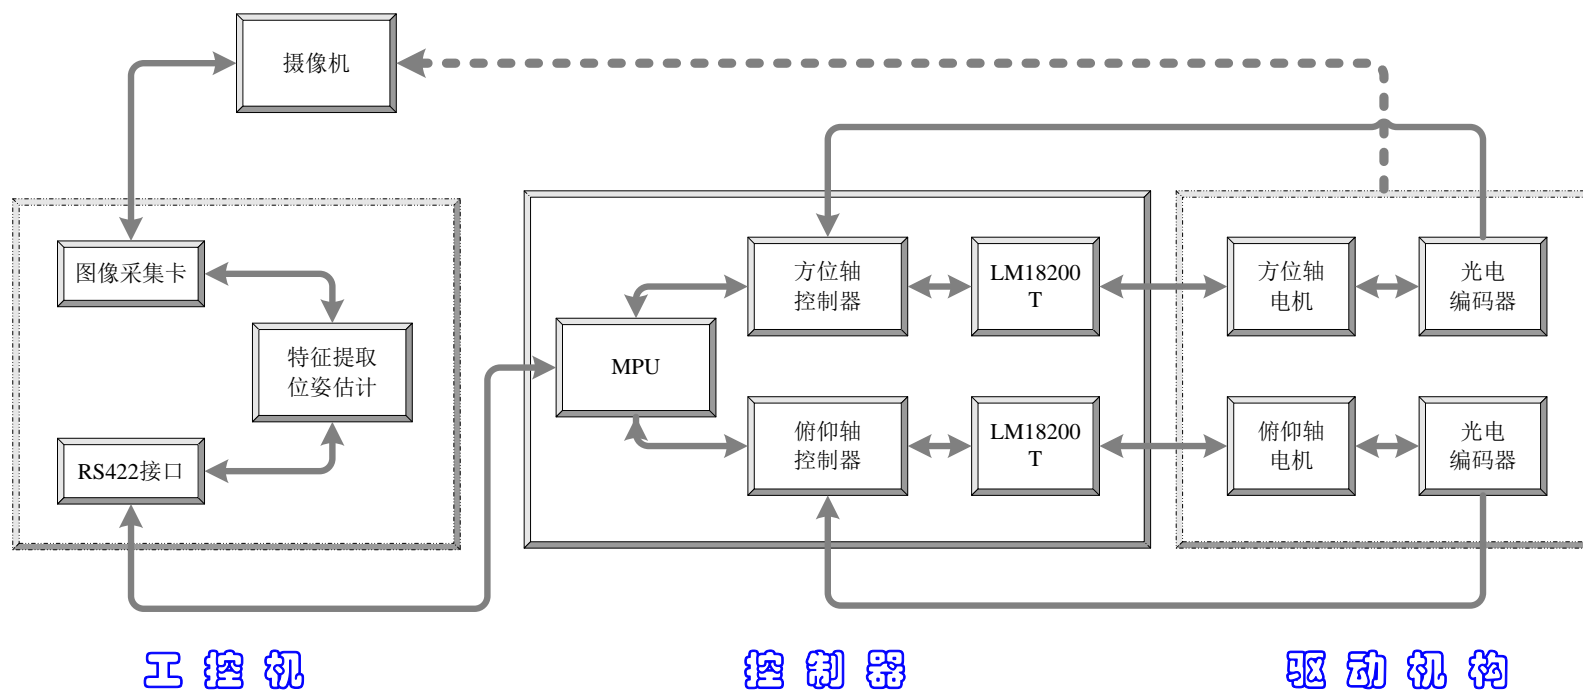 摄像机
图像采集卡
特征提取
位姿估计
RS422接口
MPU
方位轴
控制器
LM18200
T
俯仰轴
控制器
LM18200
T
方位轴
电机
光电
编码器
俯仰轴
电机
光电
编码器
工控机
控制器
驱动机构